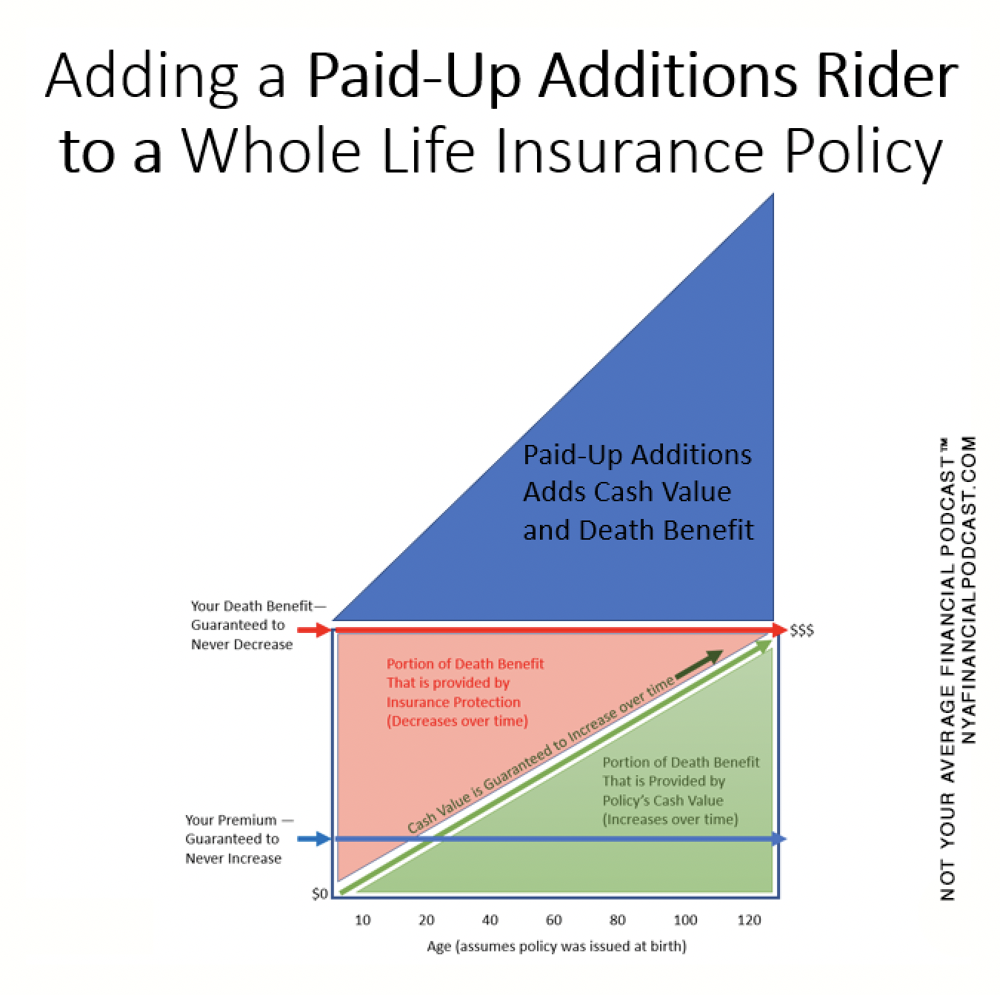 Adding a Paid-Up Additions Rider
to a Whole Life Insurance Policy
Paid-Up Additions
Adds Cash Value
and Death Benefit
Your Death Benefit—
Guaranteed to
Never Decrease
$$$
Portion of Death Benefit
That is provided by
Insurance Protection
(Decreases over time)
Cash Value is Guaranteed to Increase over time
Portion of Death Benefit
That is Provided by
Policy's Cash Value
(Increases over time)
Your Premium —
Guaranteed to
Never Increase
$0
10 20 40 60 80 100 120
Age (assumes policy was issued at birth)
NOT YOUR AVERAGE FINANCIAL PODCAST™
NYAFINANCIALPODCAST.COM